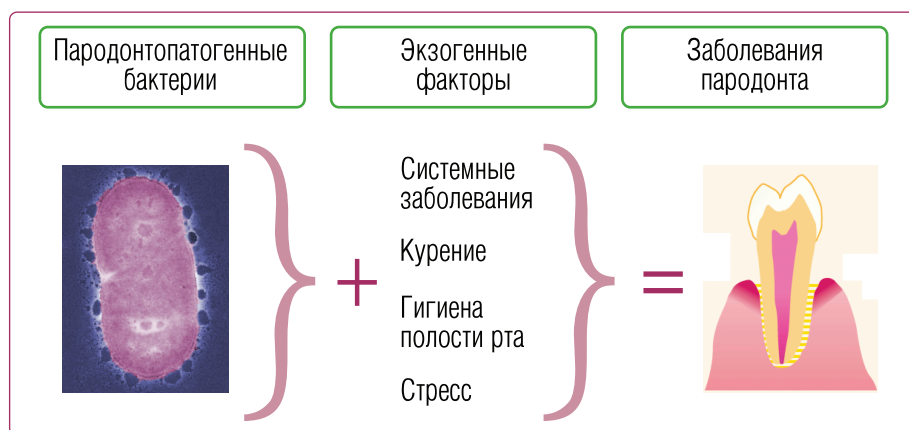 Пародонтопатогенные
бактерии
Экзогенные
факторы
Заболевания
пародонта
Системные
заболевания
+
Курение
=
Гигиена
полости рта
Стресс